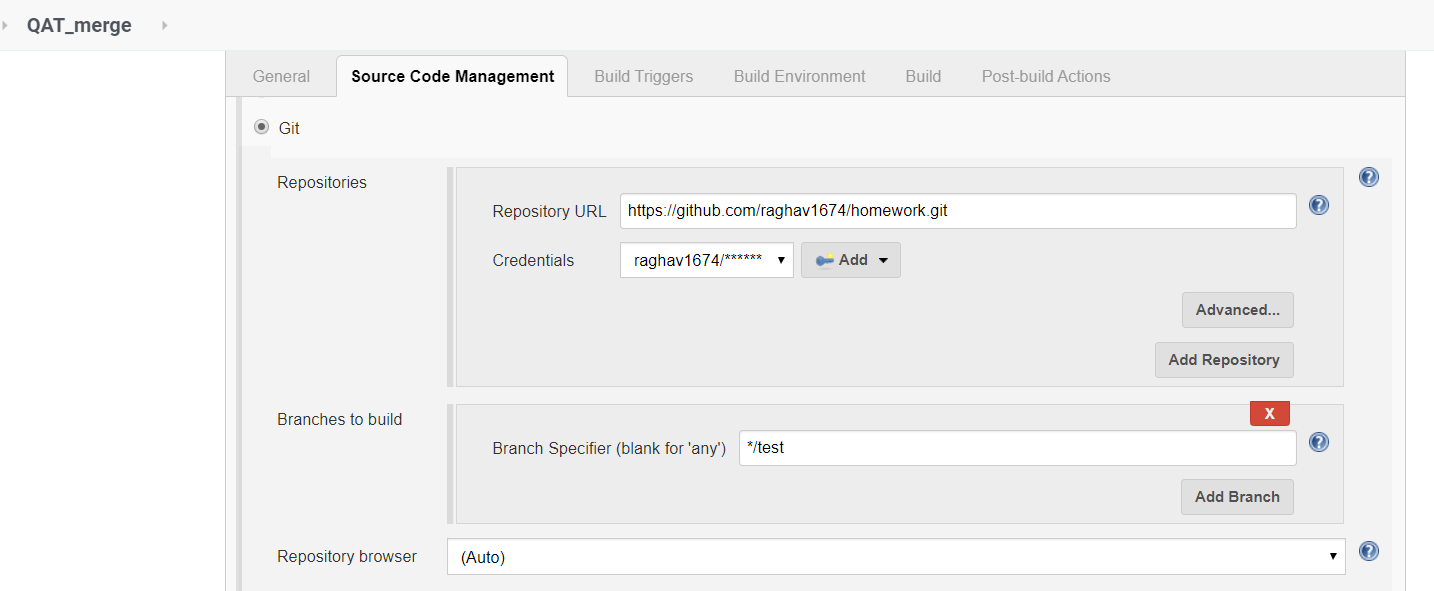 QAT_merge
General Source Code Management Build Triggers Build Environment Build Post-build Actions
Git
Repositories
Repository URL https://github.com/raghav1674/homework.git
Credentials raghav1674/****** Add
Advanced...
Add Repository
Branches to build
X
Branch Specifier (blank for 'any') */test
Add Branch
Repository browser (Auto)